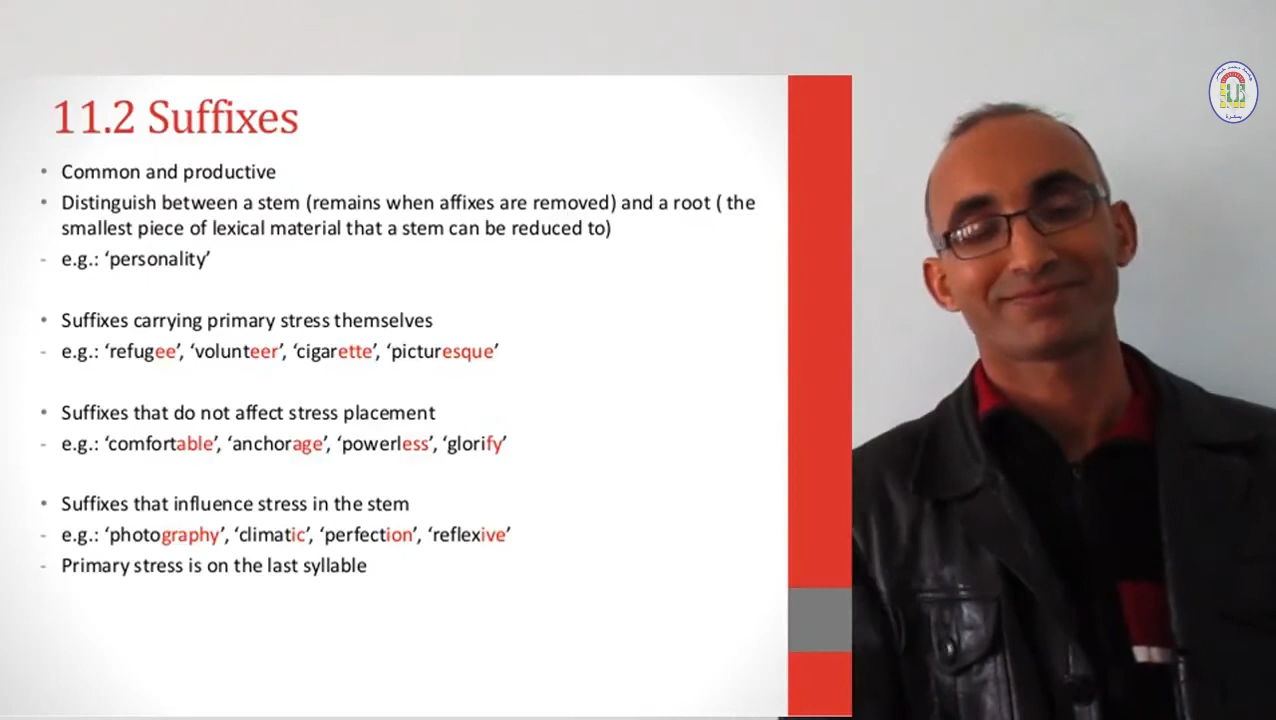 11.2 Suffixes
• Common and productive
• Distinguish between a stem (remains when affixes are removed) and a root ( the
smallest piece of lexical material that a stem can be reduced to)
- e.g.: ‘personality’
• Suffixes carrying primary stress themselves
- e.g.: ‘refugee’, ‘volunteer’, ‘cigarette’, ‘picturesque’
• Suffixes that do not affect stress placement
- e.g.: ‘comfortable’, ‘anchorage’, ‘powerless’, ‘glorify’
• Suffixes that influence stress in the stem
- e.g.: ‘photography’, ‘climatic’, ‘perfection’, ‘reflexive’
- Primary stress is on the last syllable